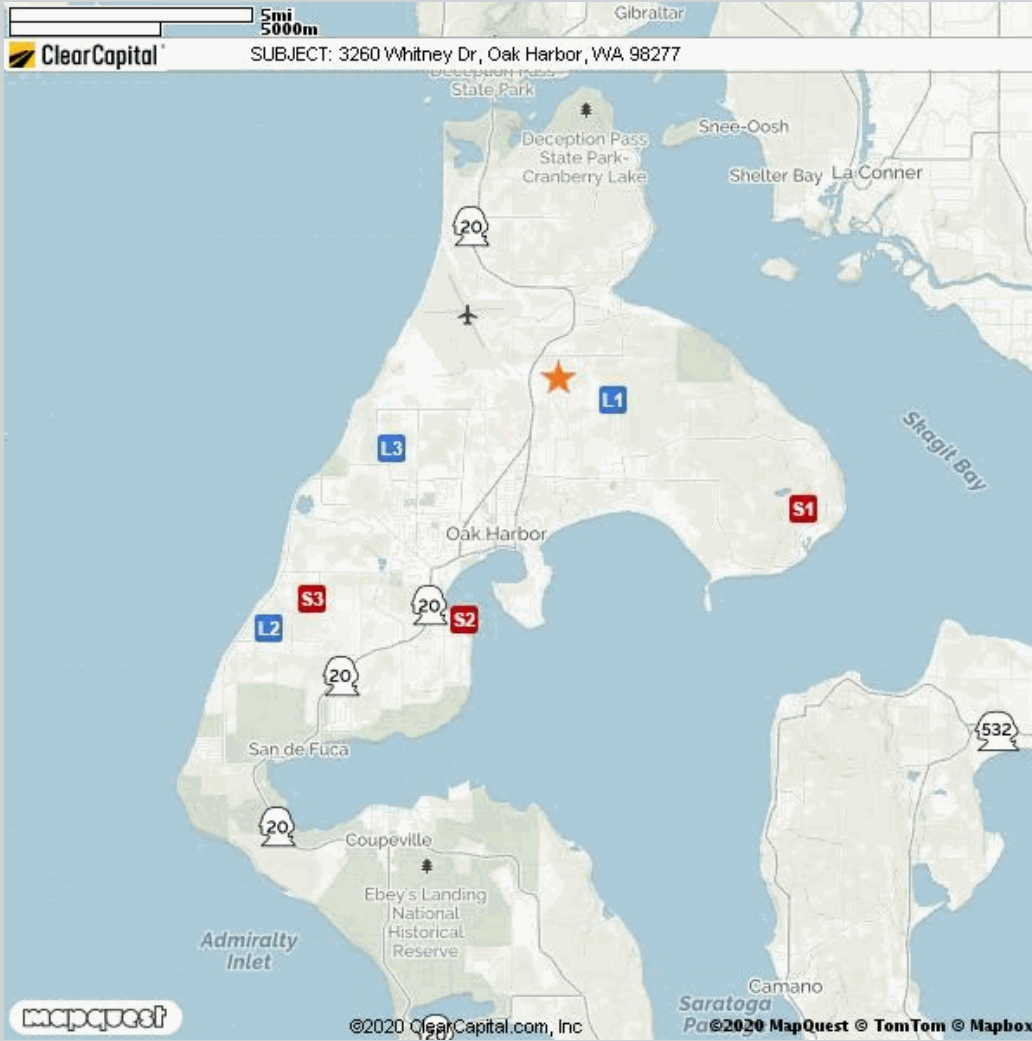 5mi
5000m
Gibraltar
ClearCapital
SUBJECT: 3260 Whitney Dr, Oak Harbor, WA 98277
Deception Pass
State Park
Deception Pass
State Park-
Cranberry Lake
Snee-Oosh
Shelter Bay
La Conner
20
L1
L3
Skagit Bay
S1
Oak Harbor
S3
20
S2
L2
20
532
San de Fuca
20
Coupeville
Ebey's Landing
National
Historical
Reserve
Admiralty
Inlet
Camano
Saratoga
mapquest
©2020 ClearCapital.com, Inc
20
©2020 MapQuest © TomTom © Mapbox